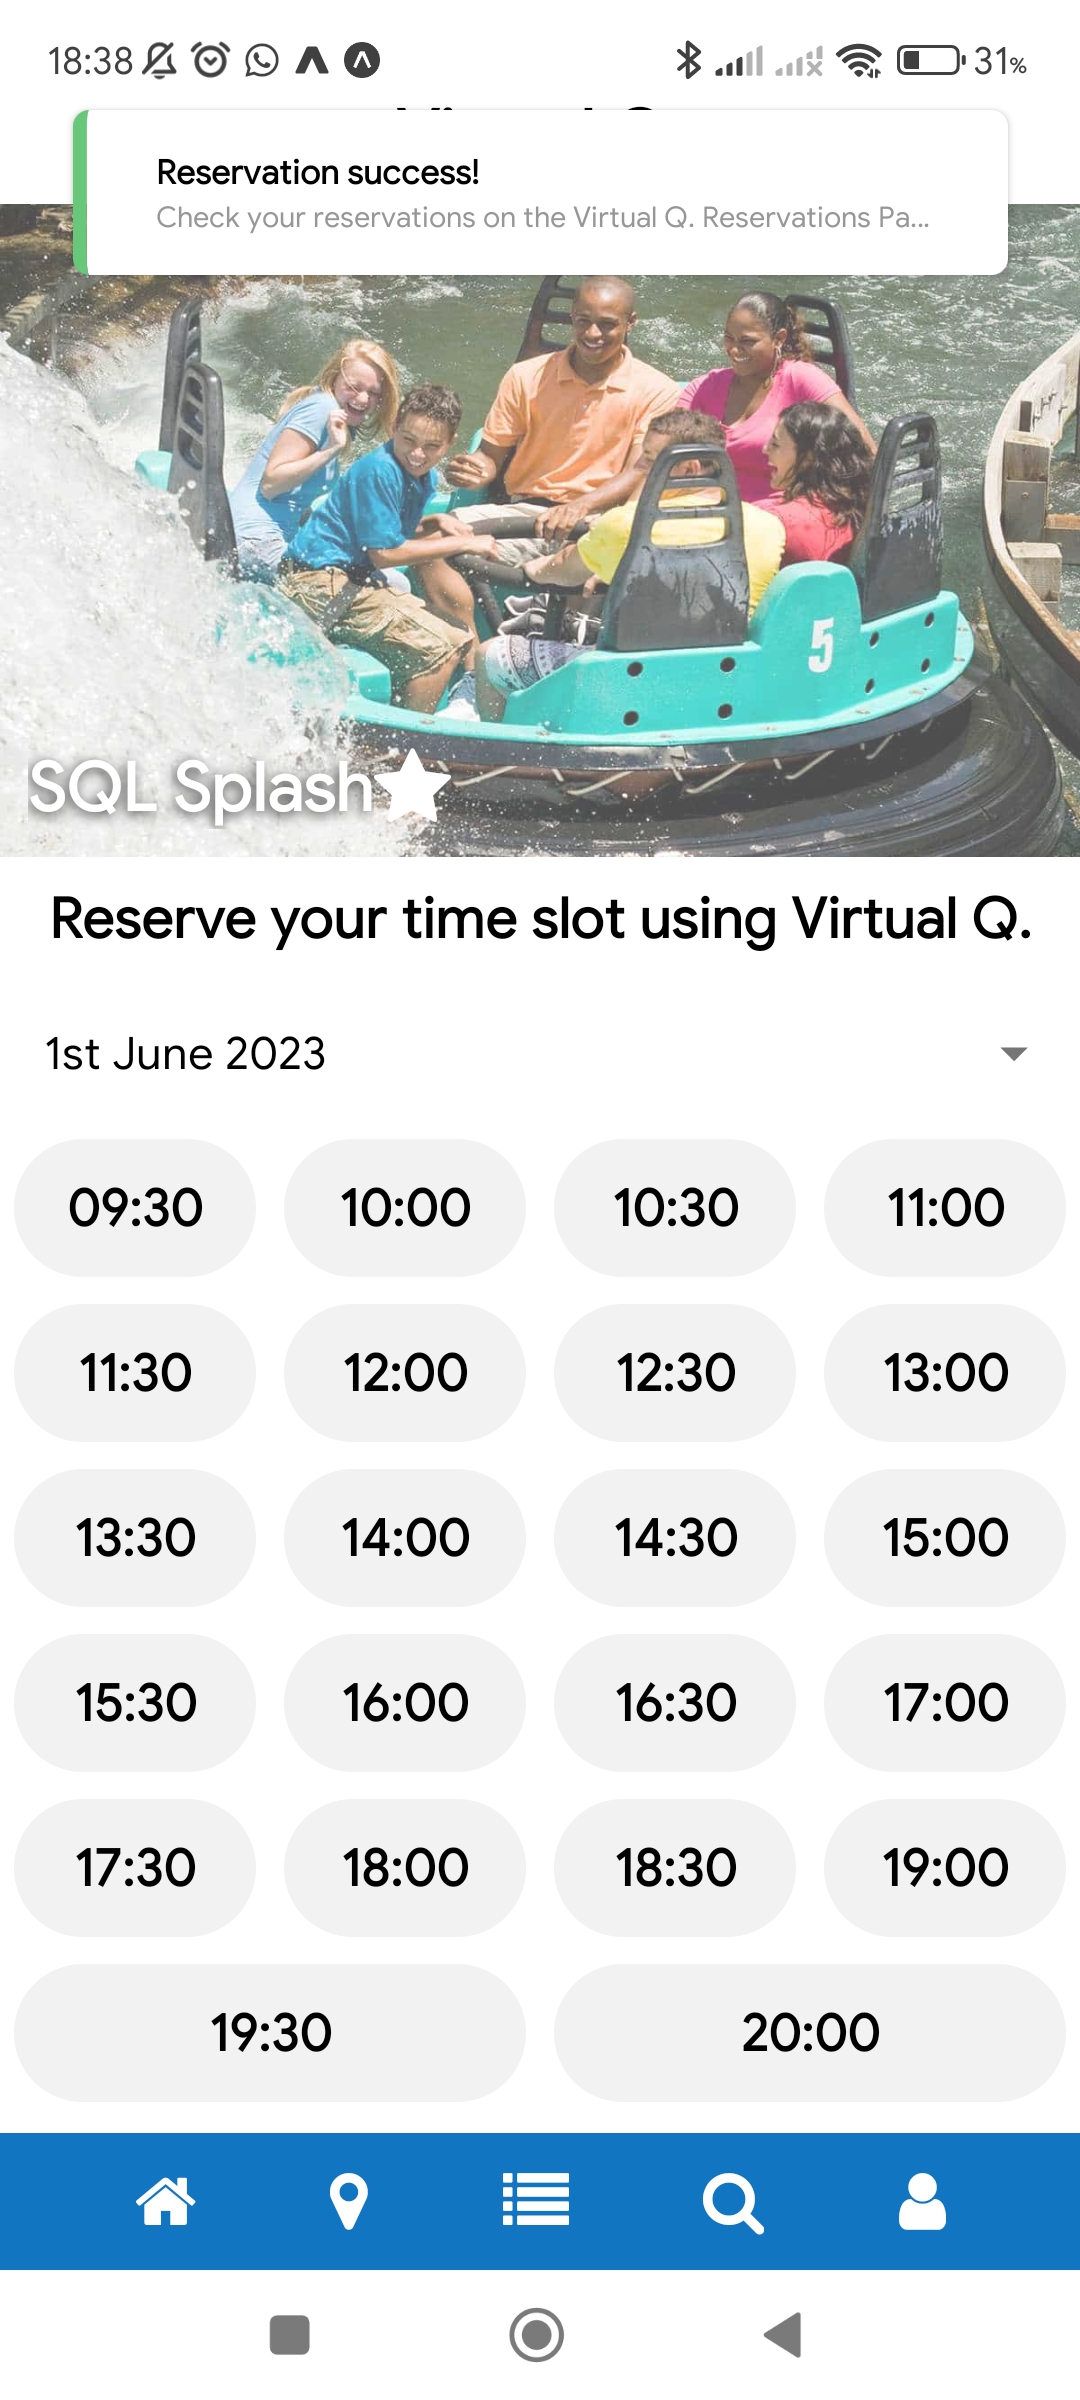 18:38
31%
Reservation success!
Check your reservations on the Virtual Q. Reservations Pa...
5
SQL Splash
Reserve your time slot using Virtual Q.
1st June 2023
09:30 10:00 10:30 11:00
11:30 12:00 12:30 13:00
13:30 14:00 14:30 15:00
15:30 16:00 16:30 17:00
17:30 18:00 18:30 19:00
19:30 20:00